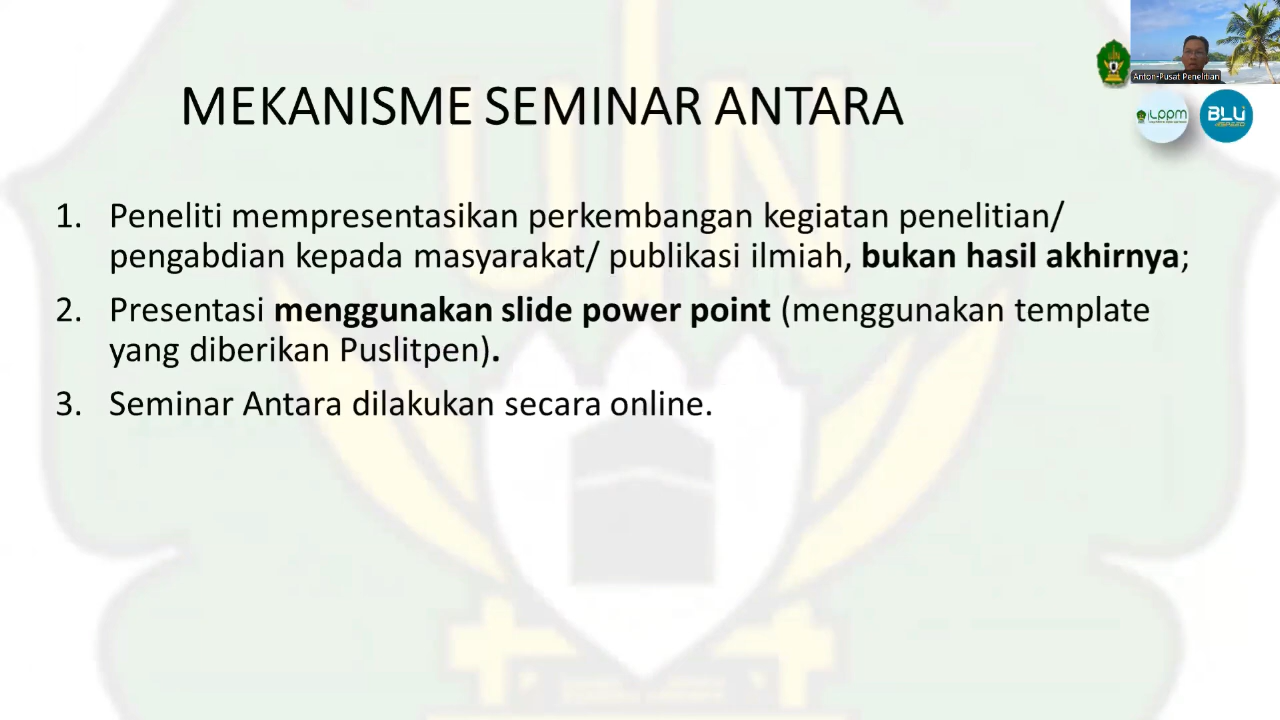 MEKANISME SEMINAR ANTARA
Anton-Pusat Penelitian
LPPM
BLU
1. Peneliti mempresentasikan perkembangan kegiatan penelitian/
pengabdian kepada masyarakat/ publikasi ilmiah, bukan hasil akhirnya;
2. Presentasi menggunakan slide power point (menggunakan template
yang diberikan Puslitpen).
3. Seminar Antara dilakukan secara online.
UIN